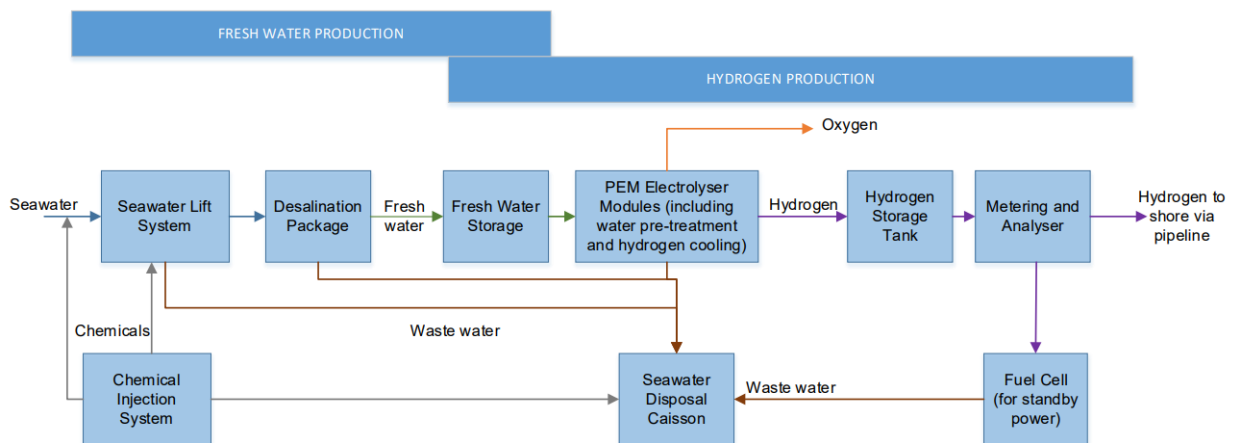 FRESH WATER PRODUCTION
HYDROGEN PRODUCTION
Oxygen
Seawater
Seawater Lift
System
Desalination
Package
Fresh
water
Fresh Water
Storage
PEM Electrolyser
Modules (including
water pre-treatment
and hydrogen cooling)
Hydrogen
Hydrogen
Storage
Tank
Metering and
Analyser
Hydrogen to
shore via
pipeline
Chemicals
Waste water
Chemical
Injection
System
Seawater
Disposal
Caisson
Waste water
Fuel Cell
(for standby
power)